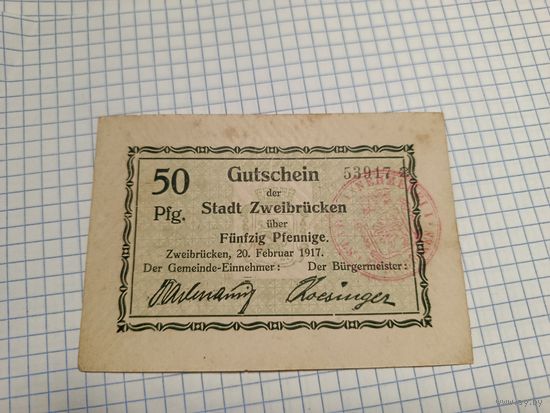 50
Pfg.
Gutschein
53917
der
Stadt Zweibrücken
über
Fünfzig Pfennige.
Zweibrücken, 20. Februar 1917.
Der Gemeinde-Einnehmer: Der Bürgermeister:
Roesinger